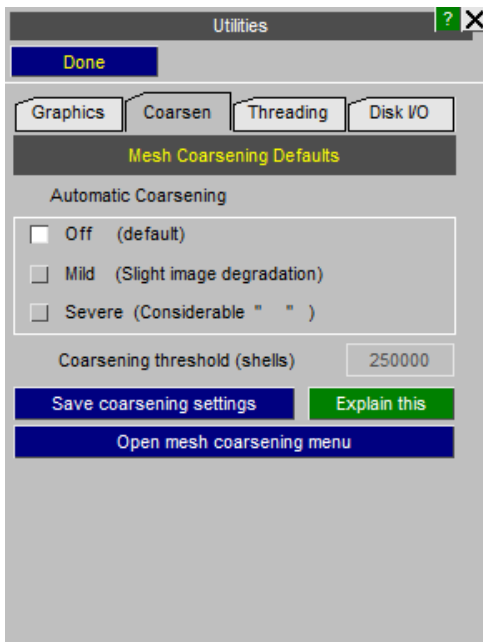 Utilities
?
Done
Graphics Coarsen Threading Disk I/O
Mesh Coarsening Defaults
Automatic Coarsening
Off (default)
Mild (Slight image degradation)
Severe (Considerable " " )
Coarsening threshold (shells) 250000
Save coarsening settings Explain this
Open mesh coarsening menu